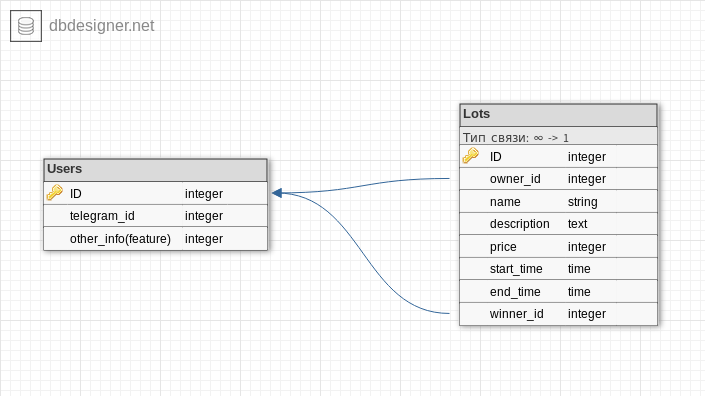 dbdesigner.net
Users
ID integer
telegram_id integer
other_info(feature) integer
Lots
Тип связи: ∞ -> 1
ID integer
owner_id integer
name string
description text
price integer
start_time time
end_time time
winner_id integer